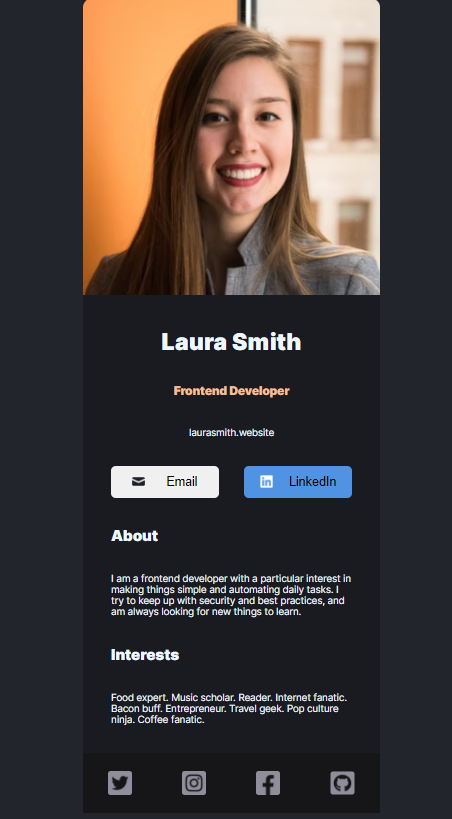 Laura Smith
Frontend Developer
laurasmith.website
Email
LinkedIn
About
I am a frontend developer with a particular interest in
making things simple and automating daily tasks. I
try to keep up with security and best practices, and
am always looking for new things to learn.
Interests
Food expert. Music scholar. Reader. Internet fanatic.
Bacon buff. Entrepreneur. Travel geek. Pop culture
ninja. Coffee fanatic.